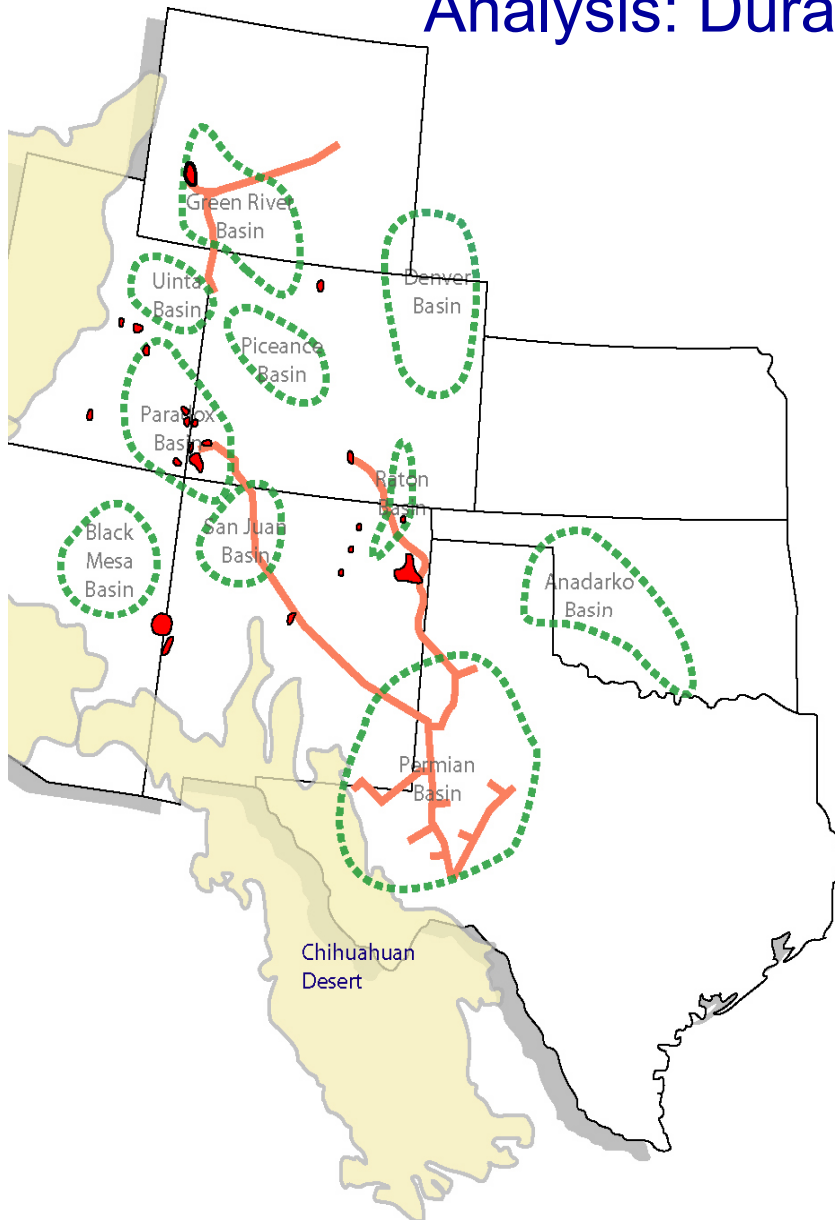 Analysis: Dura
Green River
Basin
Uinta
Basin
Denver
Basin
Piceance
Basin
Paradox
Basin
Raton
Basin
San Juan
Basin
Black
Mesa
Basin
Anadarko
Basin
Permian
Basin
Chihuahuan
Desert